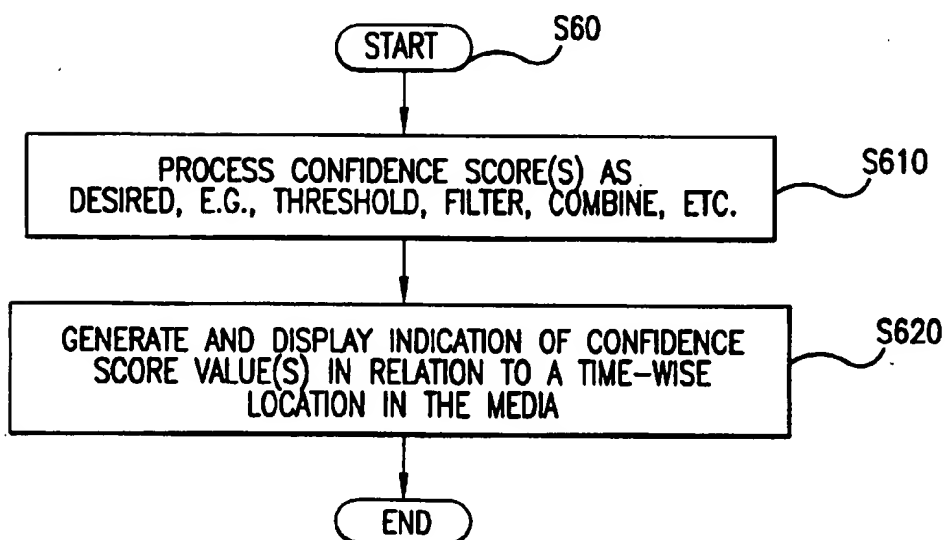 START
S60
PROCESS CONFIDENCE SCORE(S) AS
DESIRED, E.G., THRESHOLD, FILTER, COMBINE, ETC.
S610
GENERATE AND DISPLAY INDICATION OF CONFIDENCE
SCORE VALUE(S) IN RELATION TO A TIME-WISE
LOCATION IN THE MEDIA
S620
END